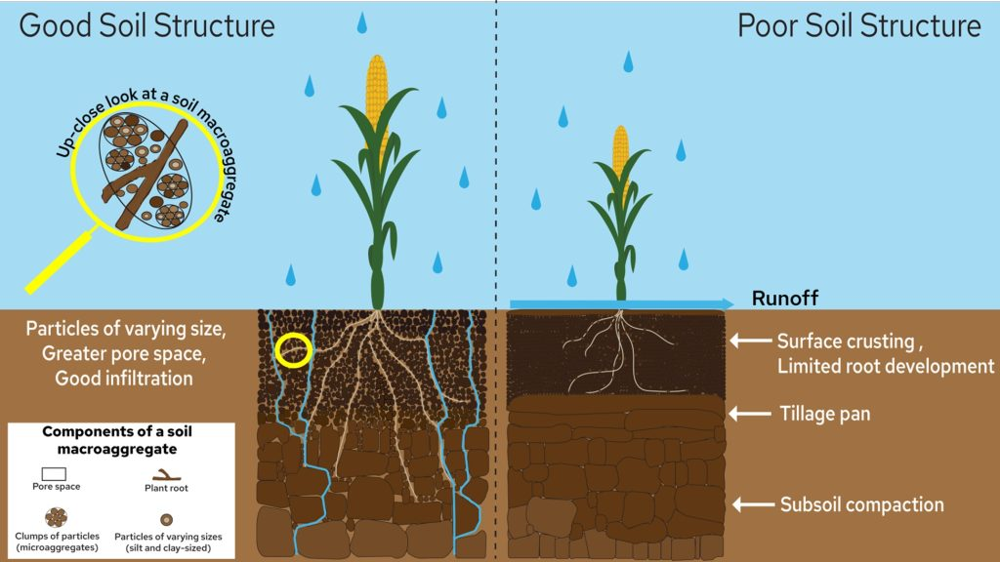 Good Soil Structure
Poor Soil Structure
Up-close look at a soil macroaggregate
Runoff
Particles of varying size,
Greater pore space,
Good infiltration
Surface crusting ,
Limited root development
Tillage pan
Subsoil compaction
Components of a soil
macroaggregate
Pore space
Plant root
Clumps of particles
(microaggregates)
Particles of varying sizes
(silt and clay-sized)